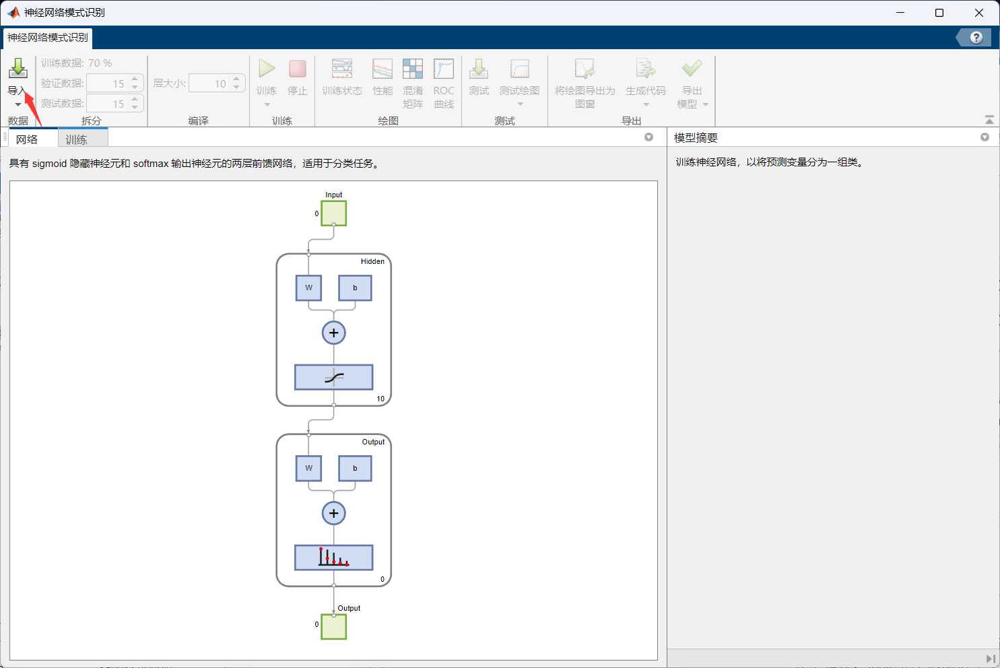 神经网络模式识别
神经网络模式识别
导入
数据
训练数据: 70 %
验证数据: 15
测试数据: 15
拆分
层大小: 10
编译
训练
停止
训练
训练状态
性能
混淆
矩阵
ROC
曲线
绘图
测试
测试绘图
测试
将绘图导出为
图窗
生成代码
导出
模型
导出
网络
训练
具有 sigmoid 隐藏神经元和 softmax 输出神经元的两层前馈网络，适用于分类任务。
Input
0
Hidden
W
b
+
10
Output
W
b
+
0
Output
0
模型摘要
训练神经网络，以将预测变量分为一组类。